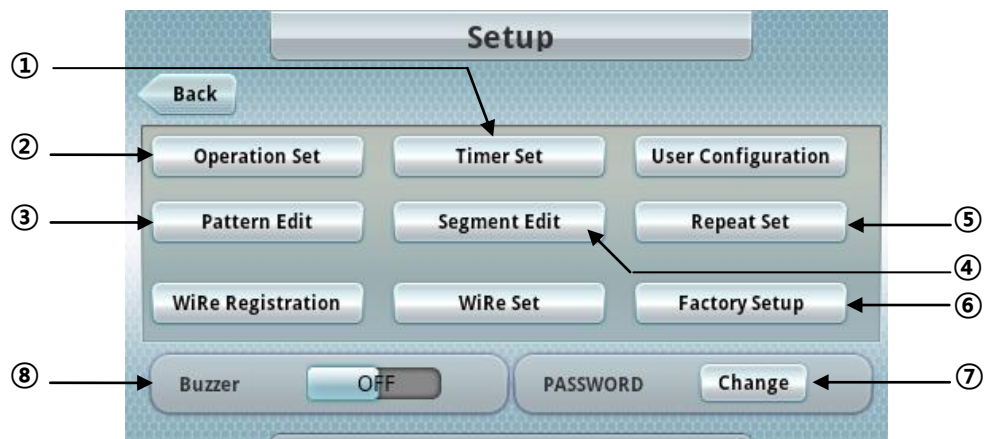 Setup
①
Back
② Operation Set Timer Set User Configuration
③ Pattern Edit Segment Edit Repeat Set ⑤
④
WiRe Registration WiRe Set Factory Setup ⑥
⑧ Buzzer OFF PASSWORD Change ⑦